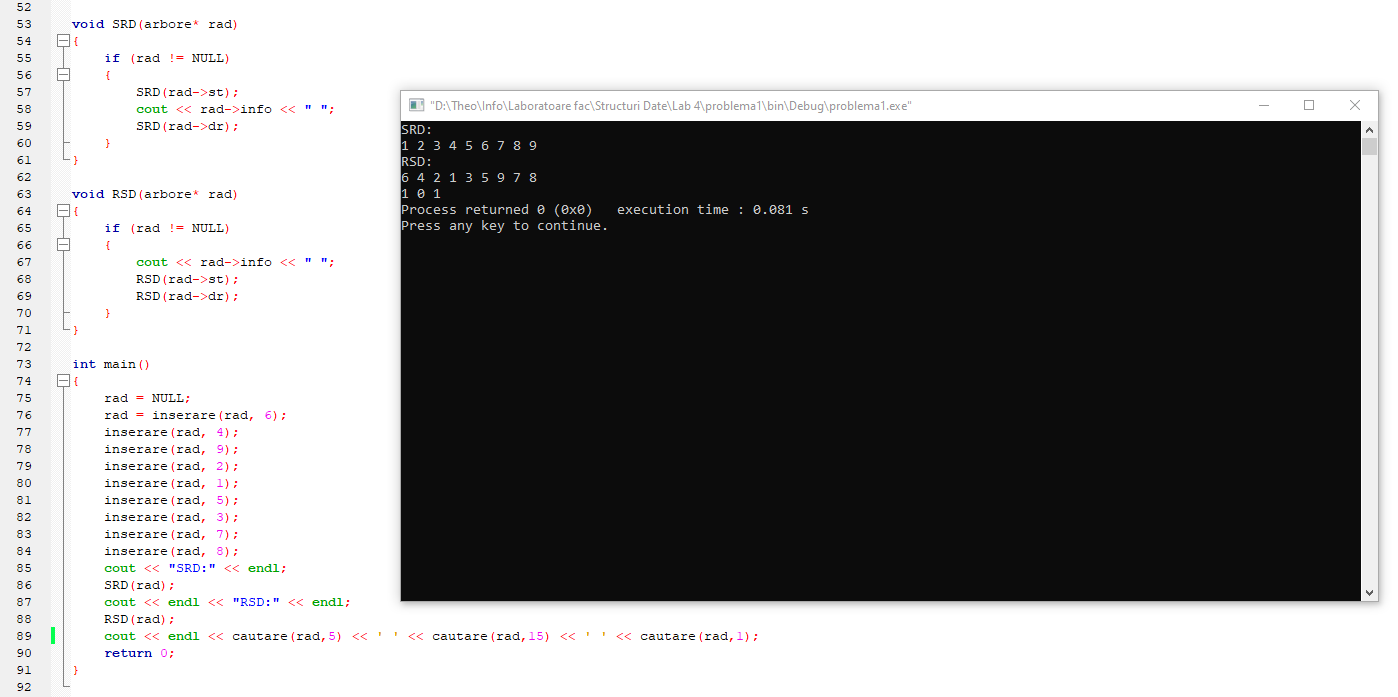 52
53 void SRD(arbore* rad)
54 {
55 if (rad != NULL)
56 {
57 SRD(rad->st);
58 cout << rad->info << " ";
59 SRD(rad->dr);
60 }
61 }
62
63 void RSD(arbore* rad)
64 {
65 if (rad != NULL)
66 {
67 cout << rad->info << " ";
68 RSD(rad->st);
69 RSD(rad->dr);
70 }
71 }
72
73 int main()
74 {
75 rad = NULL;
76 rad = inserare(rad, 6);
77 inserare(rad, 4);
78 inserare(rad, 9);
79 inserare(rad, 2);
80 inserare(rad, 1);
81 inserare(rad, 5);
82 inserare(rad, 3);
83 inserare(rad, 7);
84 inserare(rad, 8);
85 cout << "SRD:" << endl;
86 SRD(rad);
87 cout << endl << "RSD:" << endl;
88 RSD(rad);
89 cout << endl << cautare(rad,5) << ' ' << cautare(rad,15) << ' ' << cautare(rad,1);
90 return 0;
91 }
92
"D:\Theo\Info\Laboratoare fac\Structuri Date\Lab 4\problema1\bin\Debug\problema1.exe"
SRD:
1 2 3 4 5 6 7 8 9
RSD:
6 4 2 1 3 5 9 7 8
1 0 1
Process returned 0 (0x0) execution time : 0.081 s
Press any key to continue.